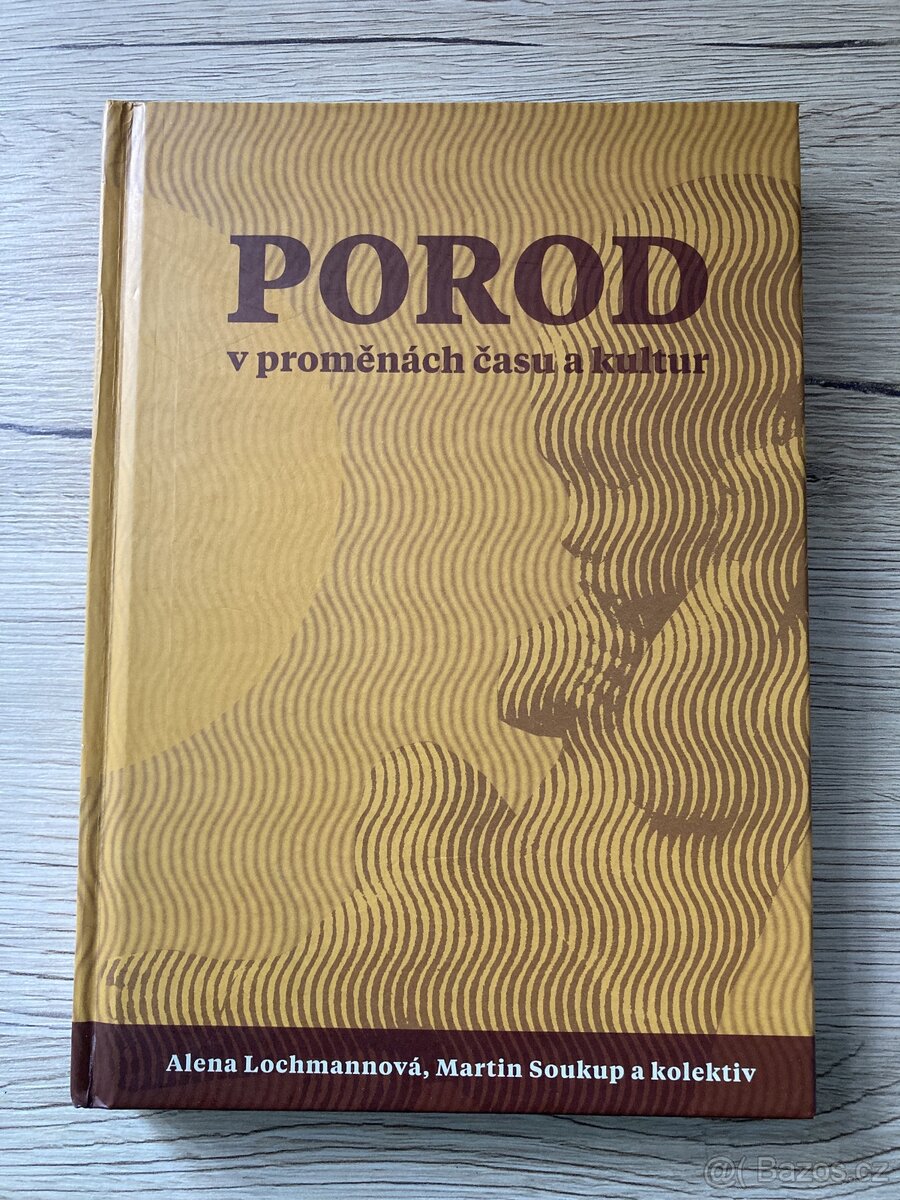 POROD
v proměnách času a kultur
Alena Lochmannová, Martin Soukup a kolektiv
@( Bazos.cz